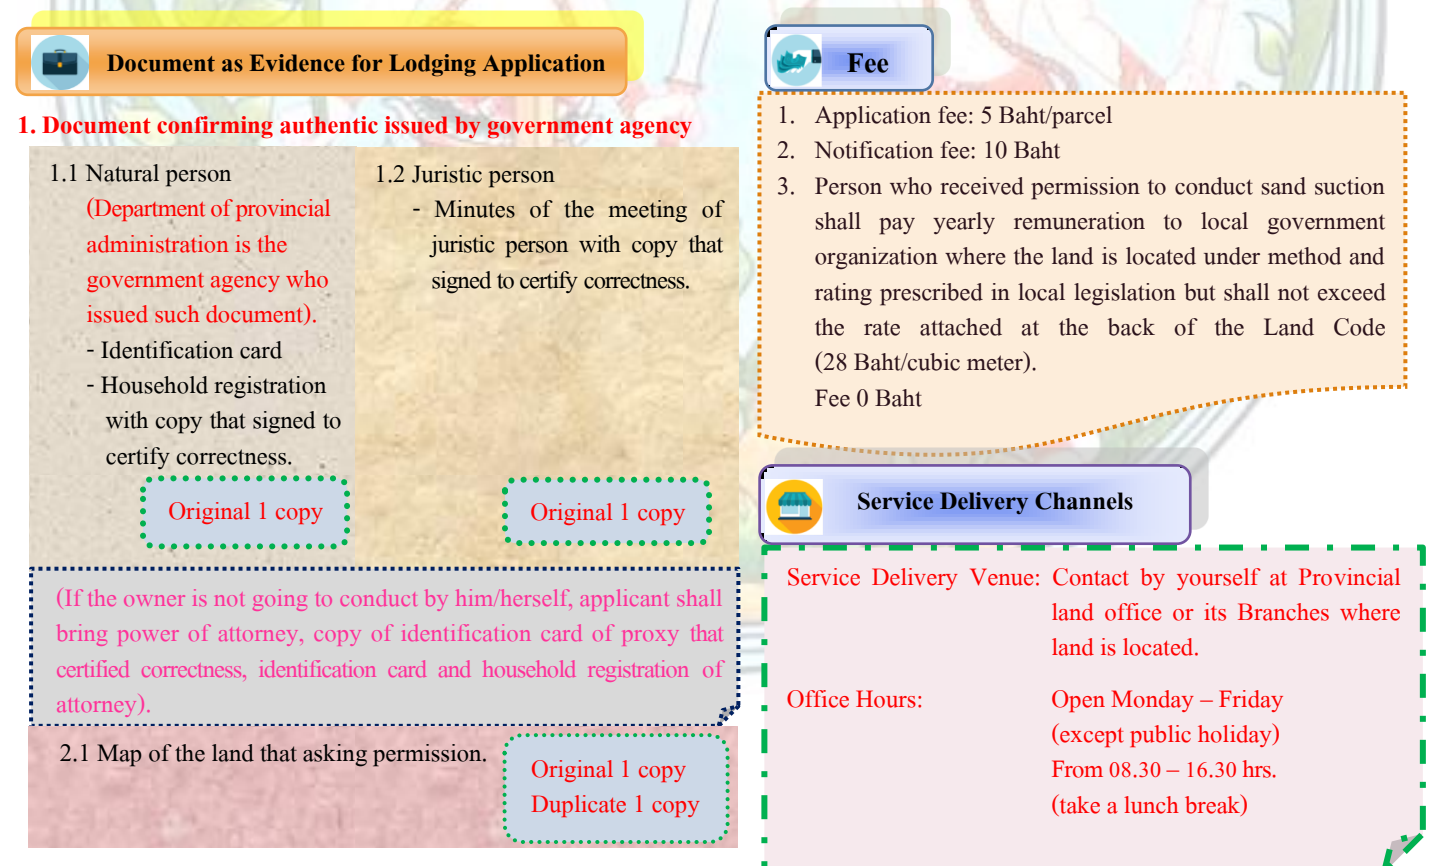 Document as Evidence for Lodging Application
1. Document confirming authentic issued by government agency
1.1 Natural person
(Department of provincial
administration is the
government agency who
issued such document).
- Identification card
- Household registration
with copy that signed to
certify correctness.
Original 1 copy
1.2 Juristic person
- Minutes of the meeting of
juristic person with copy that
signed to certify correctness.
Original 1 copy
(If the owner is not going to conduct by him/herself, applicant shall
bring power of attorney, copy of identification card of proxy that
certified correctness, identification card and household registration of
attorney).
2.1 Map of the land that asking permission.
Original 1 copy
Duplicate 1 copy
Fee
1. Application fee: 5 Baht/parcel
2. Notification fee: 10 Baht
3. Person who received permission to conduct sand suction
shall pay yearly remuneration to local government
organization where the land is located under method and
rating prescribed in local legislation but shall not exceed
the rate attached at the back of the Land Code
(28 Baht/cubic meter).
Fee 0 Baht
Service Delivery Channels
Service Delivery Venue: Contact by yourself at Provincial
land office or its Branches where
land is located.
Office Hours: Open Monday – Friday
(except public holiday)
From 08.30 – 16.30 hrs.
(take a lunch break)